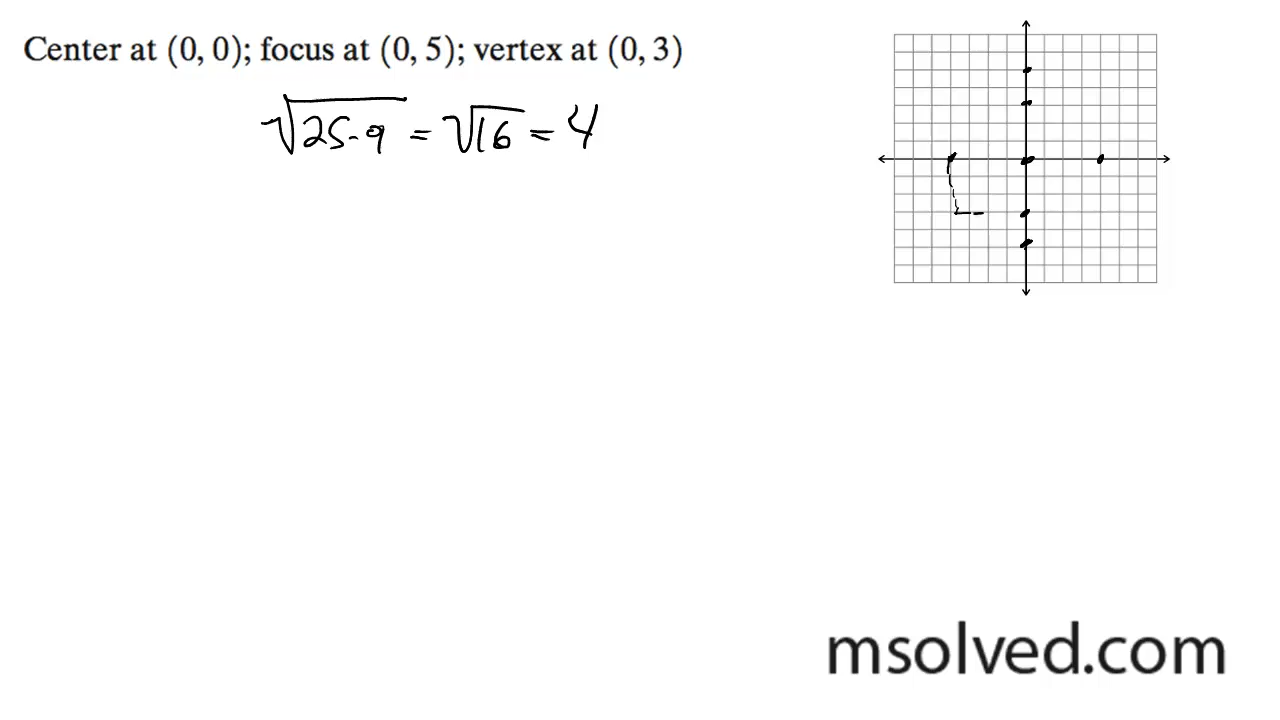 Center at (0, 0); focus at (0, 5); vertex at (0, 3)
√25-9 = √16 = 4
msolved.com